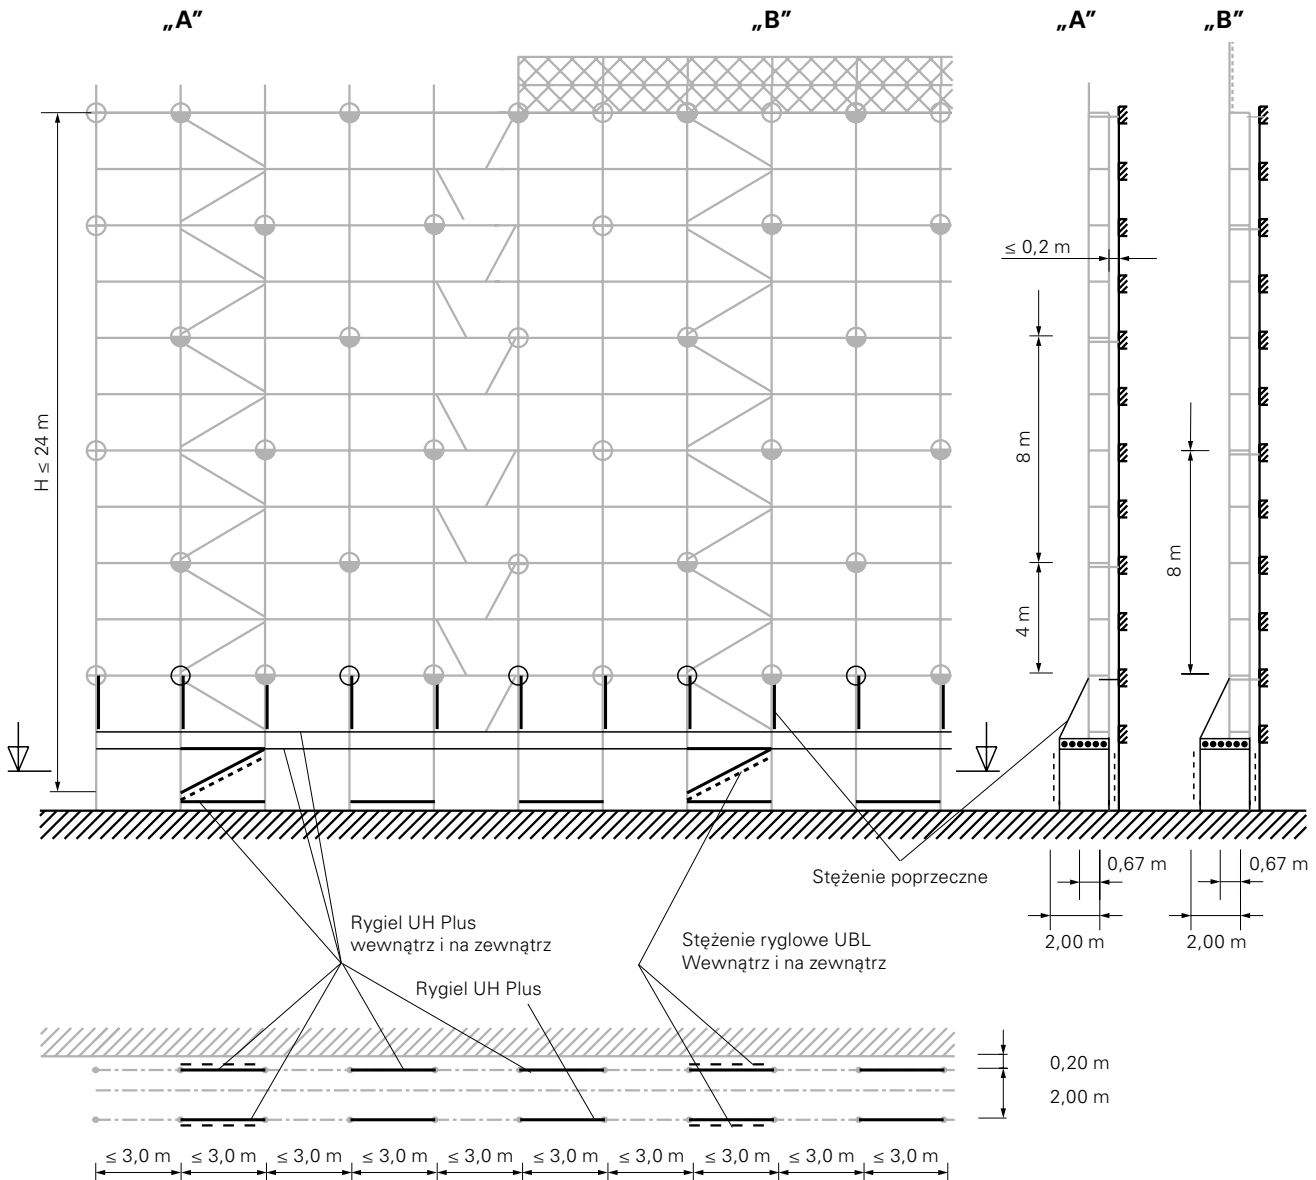 „A”
„B”
„A”
„B”
≤ 0,2 m
H ≤ 24 m
8 m
4 m
8 m
Stężenie poprzeczne
0,67 m
0,67 m
2,00 m
2,00 m
Rygiel UH Plus
wewnątrz i na zewnątrz
Stężenie ryglowe UBL
Wewnątrz i na zewnątrz
Rygiel UH Plus
0,20 m
2,00 m
≤ 3,0 m
≤ 3,0 m
≤ 3,0 m
≤ 3,0 m
≤ 3,0 m
≤ 3,0 m
≤ 3,0 m
≤ 3,0 m
≤ 3,0 m
≤ 3,0 m